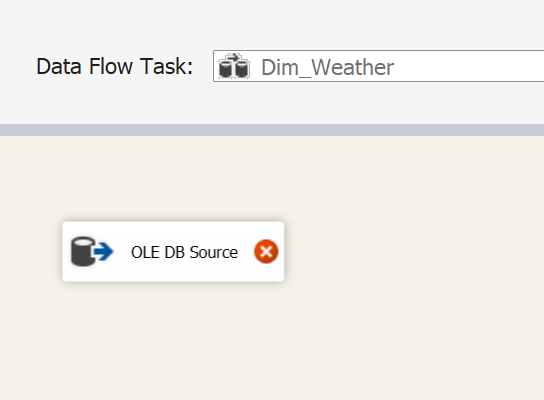 Data Flow Task: Dim_Weather
OLE DB Source